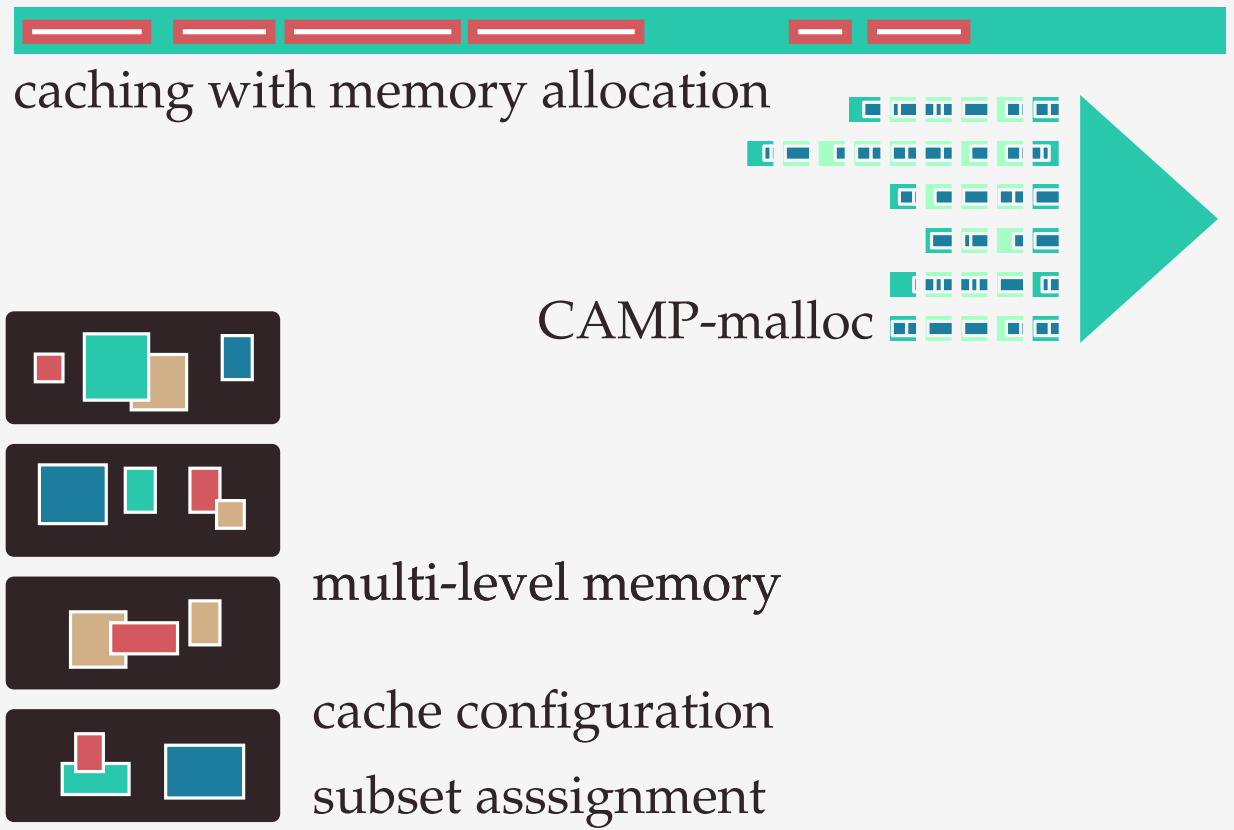 caching with memory allocation
CAMP-malloc
multi-level memory
cache configuration
subset asssignment